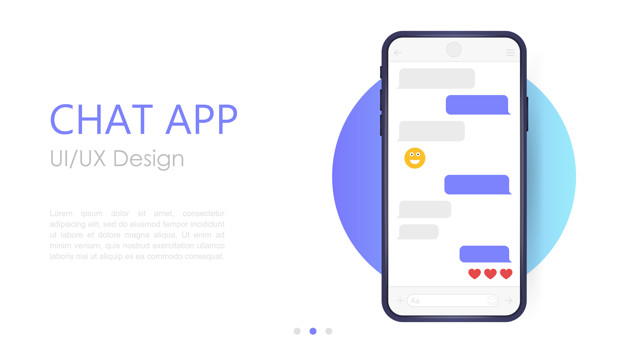 CHAT APP
UI/UX Design
Lorem ipsum dolor sit amet, consectetur
adipiscing elit, sed do eiusmod tempor incididunt
ut labore et dolore magna aliqua. Ut enim ad
minim veniam, quis exercitation ullamco
laboris nisi ut aliquip ex ea commodo consequat.
Aa